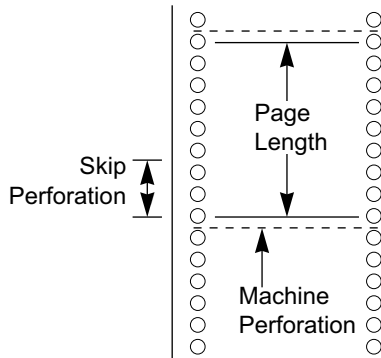 Page
Length
Skip
Perforation
Machine
Perforation